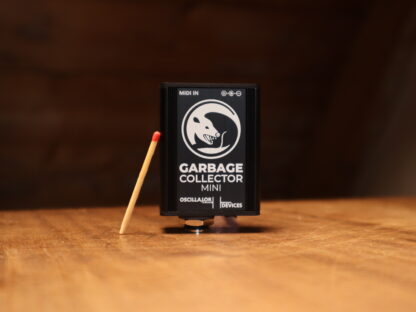 MIDI IN
GARBAGE
COLLECTOR
MINI
OSCILLATOR
DEVICES